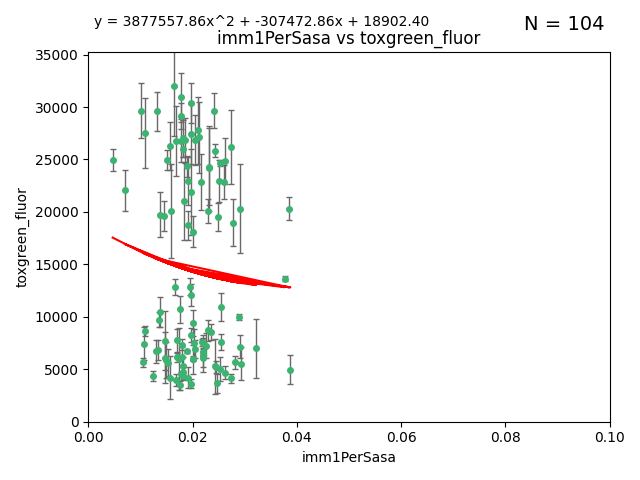 y = 3877557.86x^2 + -307472.86x + 18902.40
N = 104
imm1PerSasa vs toxgreen_fluor
35000
30000
25000
20000
15000
10000
5000
0
toxgreen_fluor
0.00 0.02 0.04 0.06 0.08 0.10
imm1PerSasa